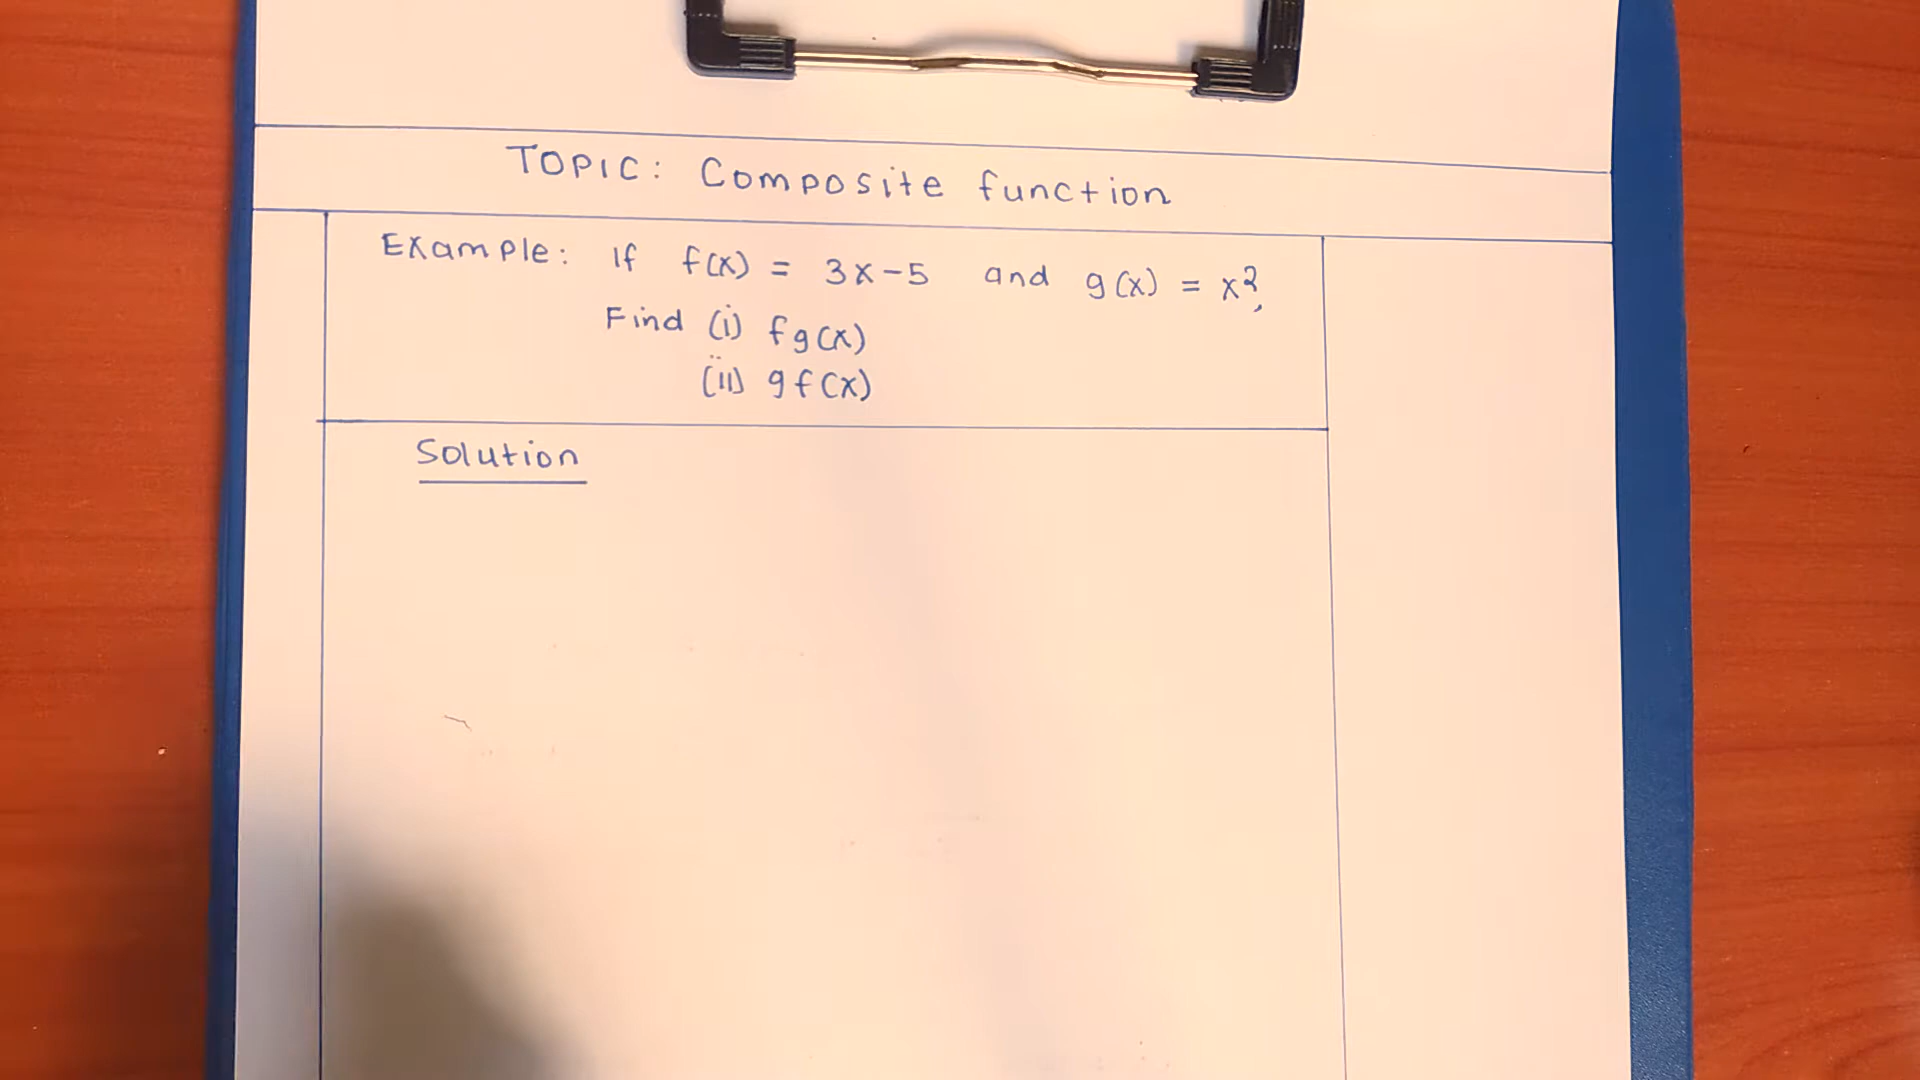 TOPIC: Composite function
Example: If f(x) = 3x-5 and g(x) = x²,
Find (i) fg(x)
(ii) gf(x)
Solution